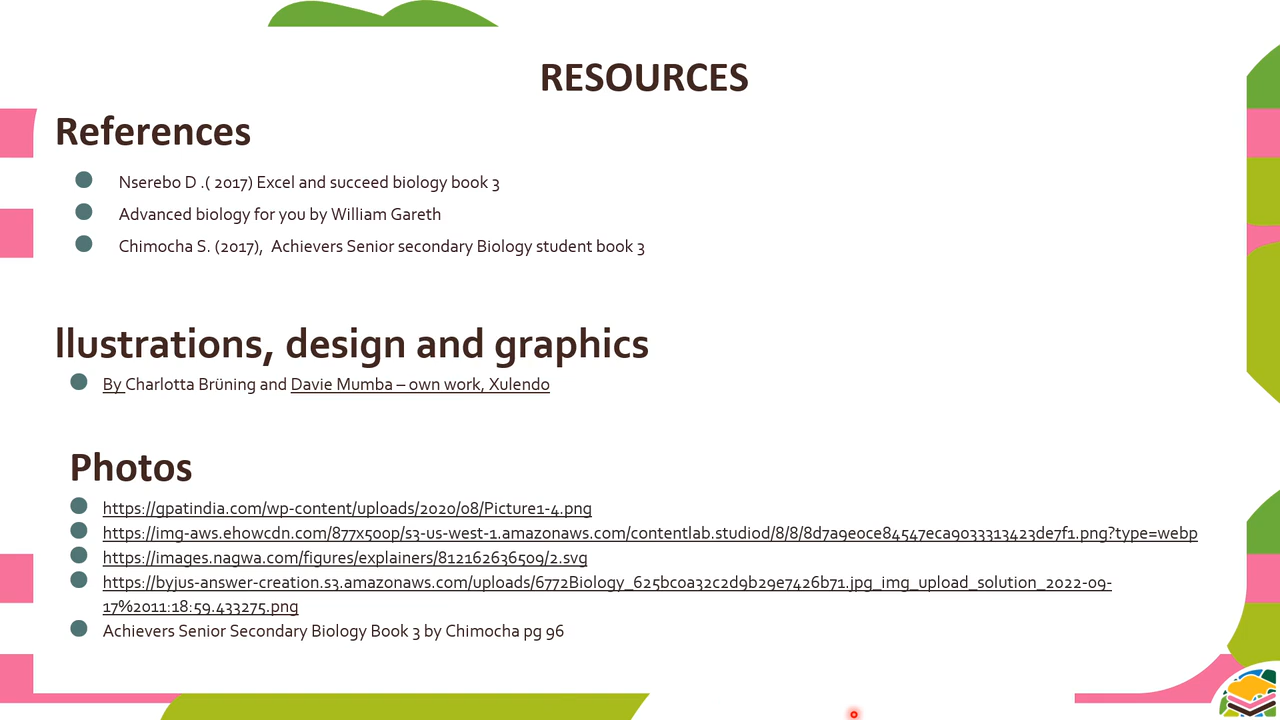 RESOURCES
References
Nserebo D .( 2017) Excel and succeed biology book 3
Advanced biology for you by William Gareth
Chimocha S. (2017),  Achievers Senior secondary Biology student book 3
llustrations, design and graphics
By Charlotta Brüning and Davie Mumba – own work, Xulendo
Photos
https://gpatindia.com/wp-content/uploads/2020/08/Picture1-4.png
https://img-aws.ehowcdn.com/877x500p/s3-us-west-1.amazonaws.com/contentlab.studiod/8/8/8d7a9e0ce84547eca9033313423de7f1.png?type=webp
https://images.nagwa.com/figures/explainers/812162636509/2.svg
https://byjus-answer-creation.s3.amazonaws.com/uploads/6772Biology_625bc0a32c2d9b29e7426b71.jpg_img_upload_solution_2022-09-
17%2011:18:59.433275.png
Achievers Senior Secondary Biology Book 3 by Chimocha pg 96